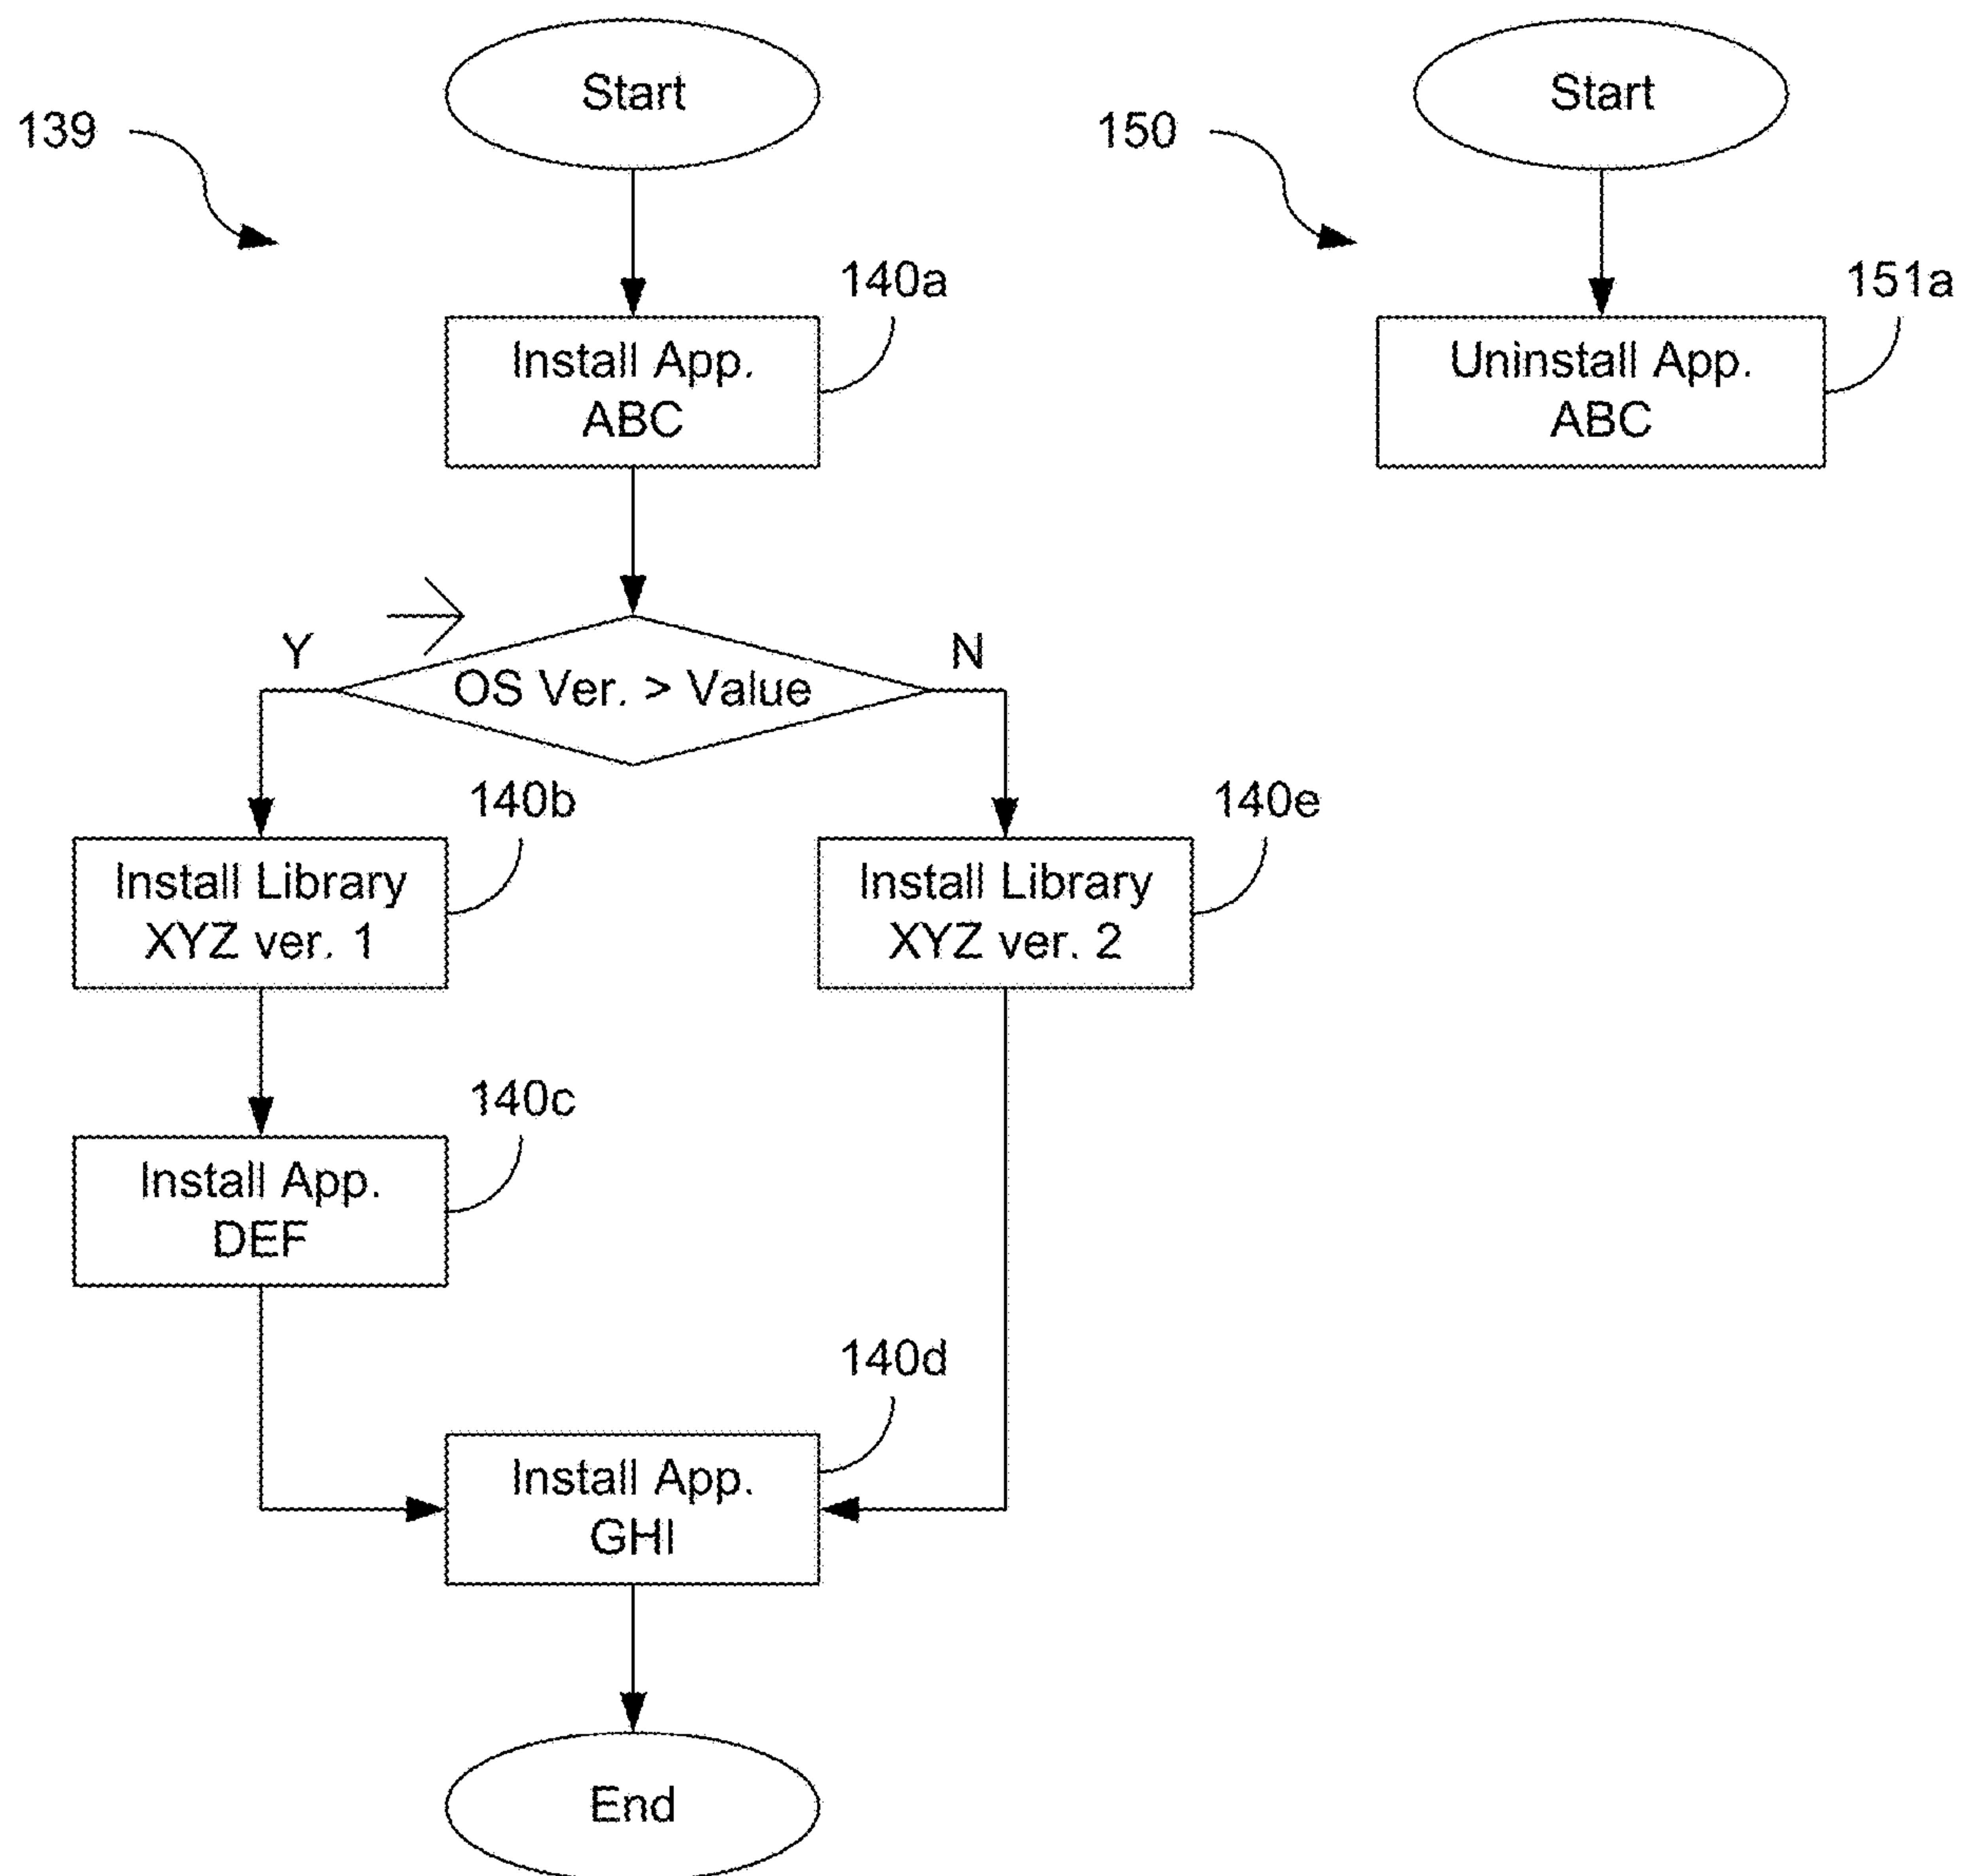 Start
Start
139
150
140a
151a
Install App.
ABC
Uninstall App.
ABC
Y
N
OS Ver. > Value
140b
140e
Install Library
XYZ ver. 1
Install Library
XYZ ver. 2
140c
Install App.
DEF
140d
Install App.
GHI
End